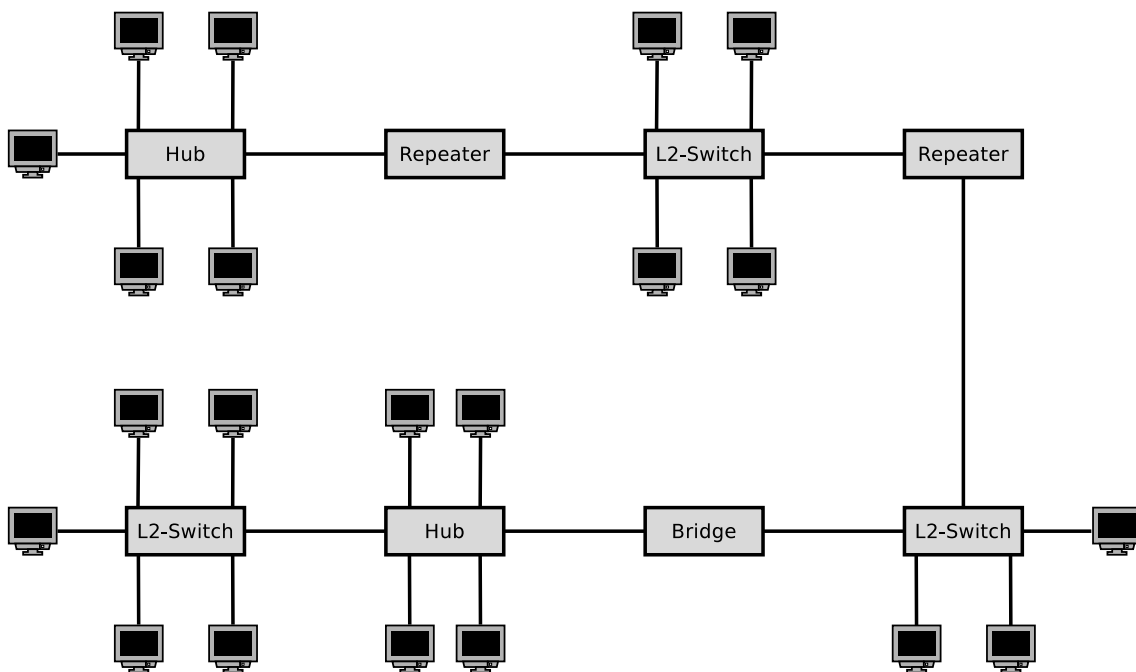 Hub
Repeater
L2-Switch
Repeater
L2-Switch
Hub
Bridge
L2-Switch